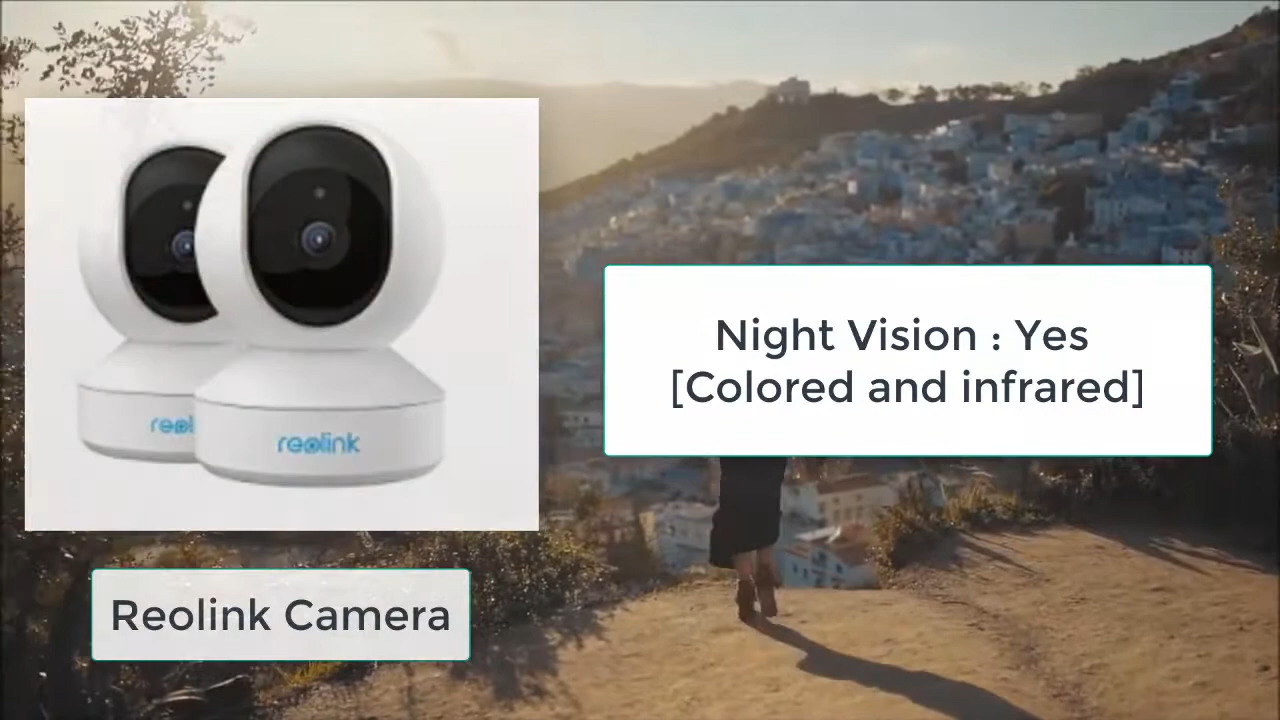 reolink
reolink
Night Vision : Yes
[Colored and infrared]
Reolink Camera